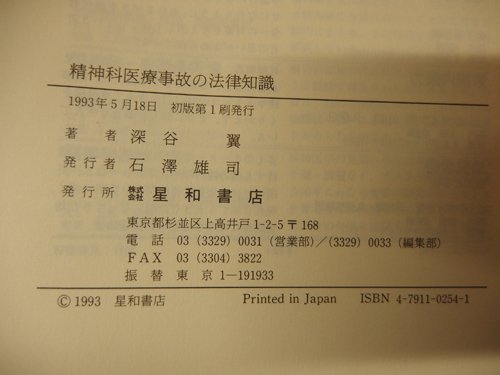 精神科医療事故の法律知識
1993年5月18日 初版第1刷発行
著者 深谷 翼
発行者 石澤雄司
発行所 株式会社 星和書店
東京都杉並区上高井戸1-2-5〒168
電話 03(3329)0031(営業部)/(3329)0033(編集部)
FAX 03(3304)3822
振替 東京1―191933
©1993 星和書店 Printed in Japan ISBN 4-7911-0254-1